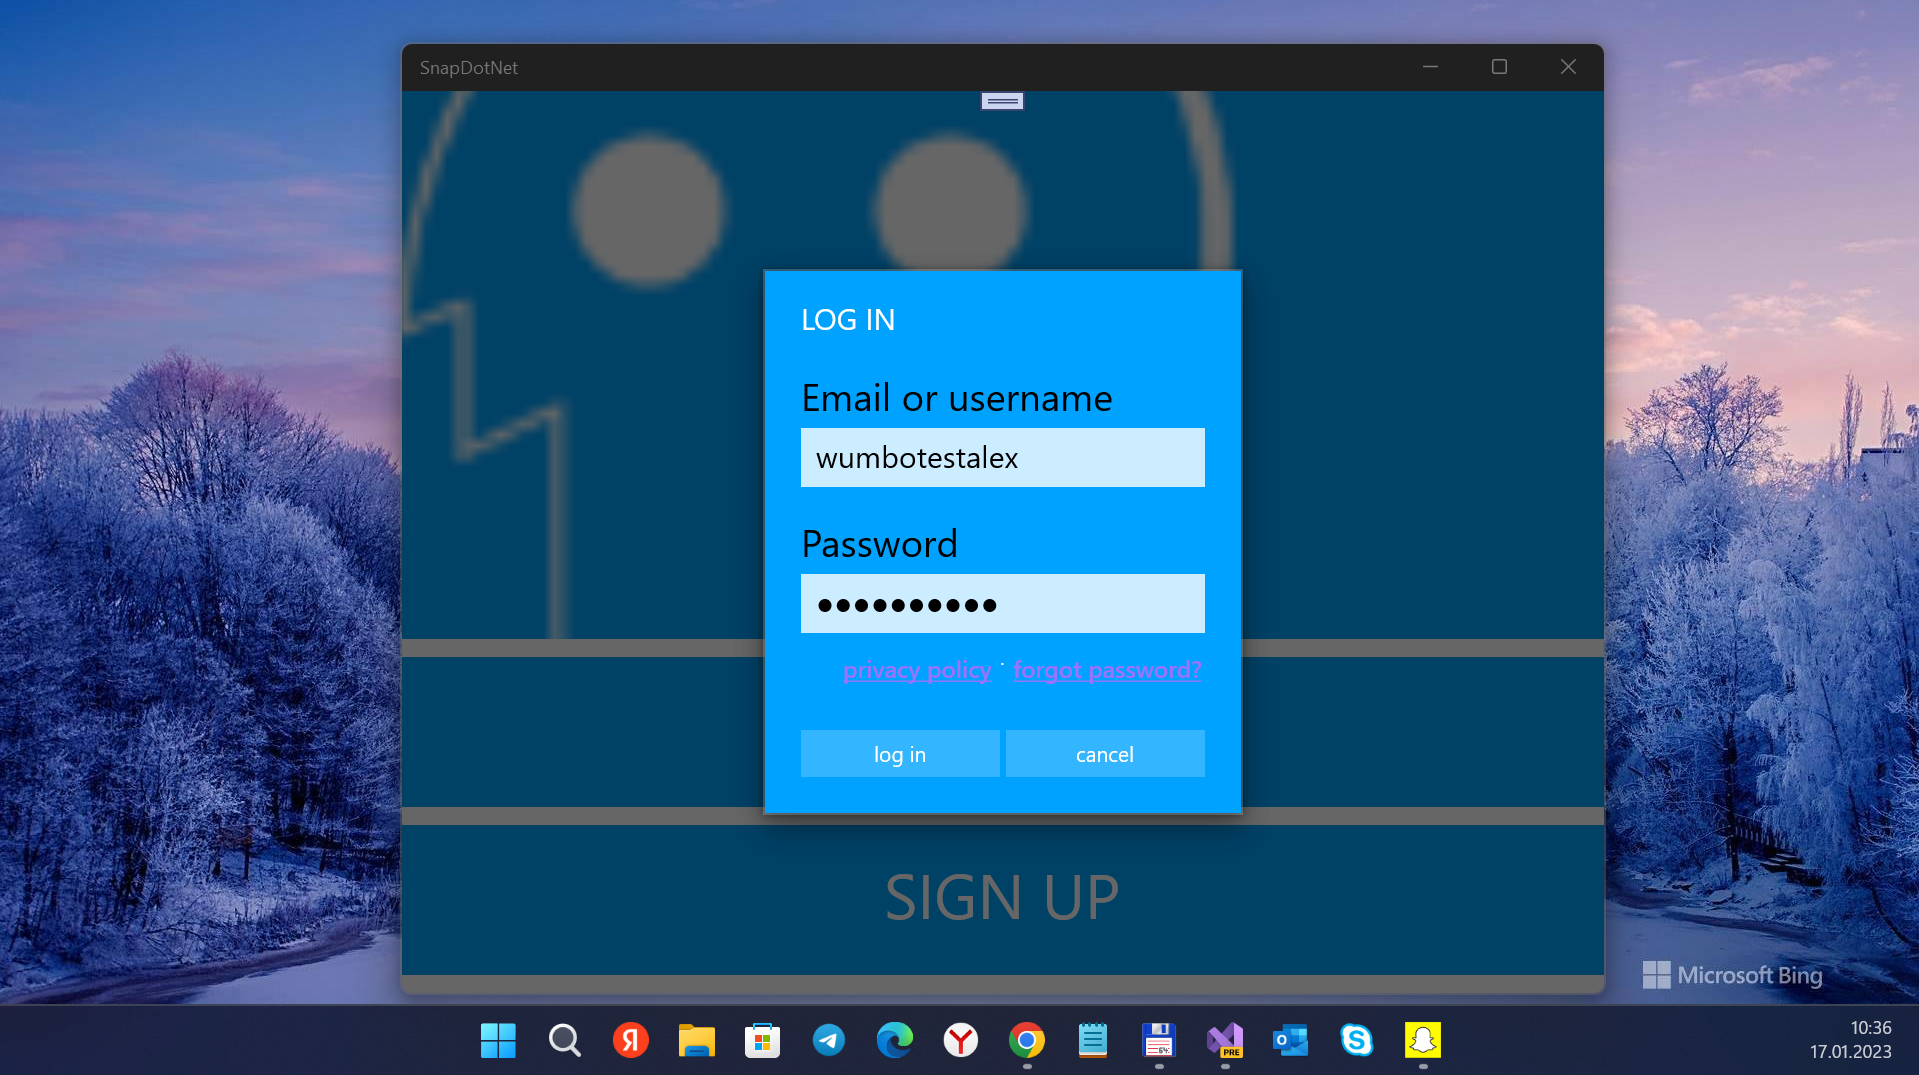 SnapDotNet
LOG IN
Email or username
wumbotestalex
Password
●●●●●●●●●●
privacy policy · forgot password?
log in cancel
SIGN UP
Microsoft Bing
Я
64
PRE
O
S
10:36
17.01.2023